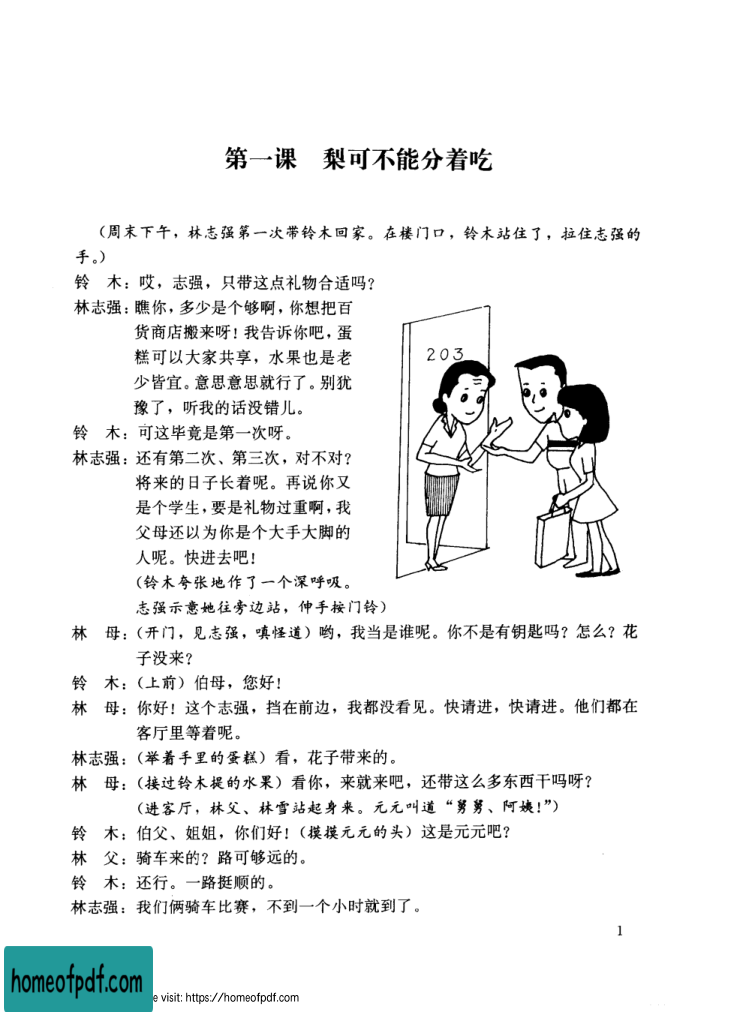 第一课　梨可不能分着吃
（周末下午，林志强第一次带铃木回家。在楼门口，铃木站住了，拉住志强的
手。）
铃　木：哎，志强，只带这点礼物合适吗？
林志强：瞧你，多少是个够啊，你想把百
货商店搬来呀！我告诉你吧，蛋
糕可以大家共享，水果也是老
少皆宜。意思意思就行了。别犹
豫了，听我的话没错儿。
203
铃　木：可这毕竟是第一次呀。
林志强：还有第二次、第三次，对不对？
将来的日子长着呢。再说你又
是个学生，要是礼物过重啊，我
父母还以为你是个大手大脚的
人呢。快进去吧！
（铃木夸张地作了一个深呼吸。
志强示意她往旁边站，伸手按门铃）
林　母：（开门，见志强，嗔怪道）哟，我当是谁呢。你不是有钥匙吗？怎么？花
子没来？
铃　木：（上前）伯母，您好！
林　母：你好！这个志强，挡在前边，我都没看见。快请进，快请进。他们都在
客厅里等着呢。
林志强：（举着手里的蛋糕）看，花子带来的。
林　母：（接过铃木提的水果）看你，来就来吧，还带这么多东西干吗呀？
（进客厅，林父、林雪站起身来。元元叫道“舅舅、阿姨！”）
铃　木：伯父、姐姐，你们好！（摸摸元元的头）这是元元吧？
林　父：骑车来的？路可够远的。
铃　木：还行。一路挺顺的。
林志强：我们俩骑车比赛，不到一个小时就到了。
1
homeofpdf.com
e visit: https://homeofpdf.com